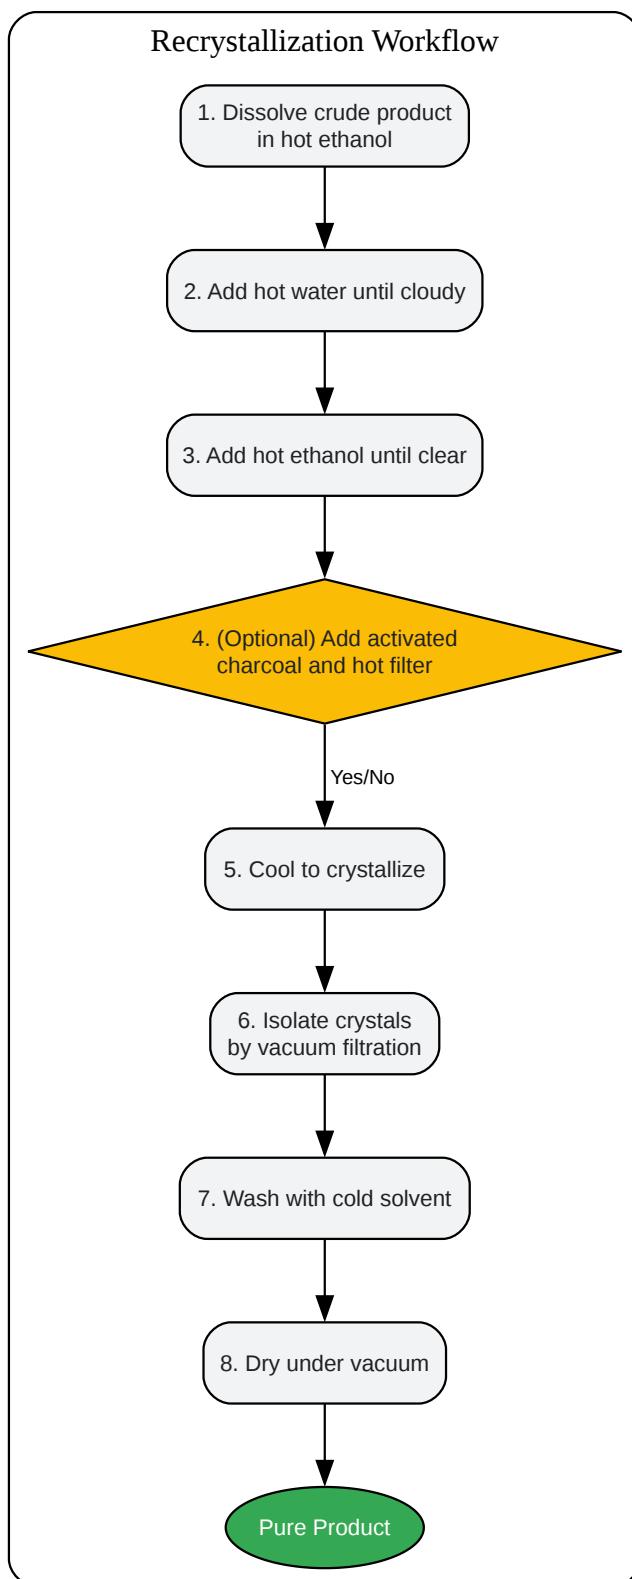 Recrystallization Workflow
1. Dissolve crude product
in hot ethanol
2. Add hot water until cloudy
3. Add hot ethanol until clear
4. (Optional) Add activated
charcoal and hot filter
Yes/No
5. Cool to crystallize
6. Isolate crystals
by vacuum filtration
7. Wash with cold solvent
8. Dry under vacuum
Pure Product